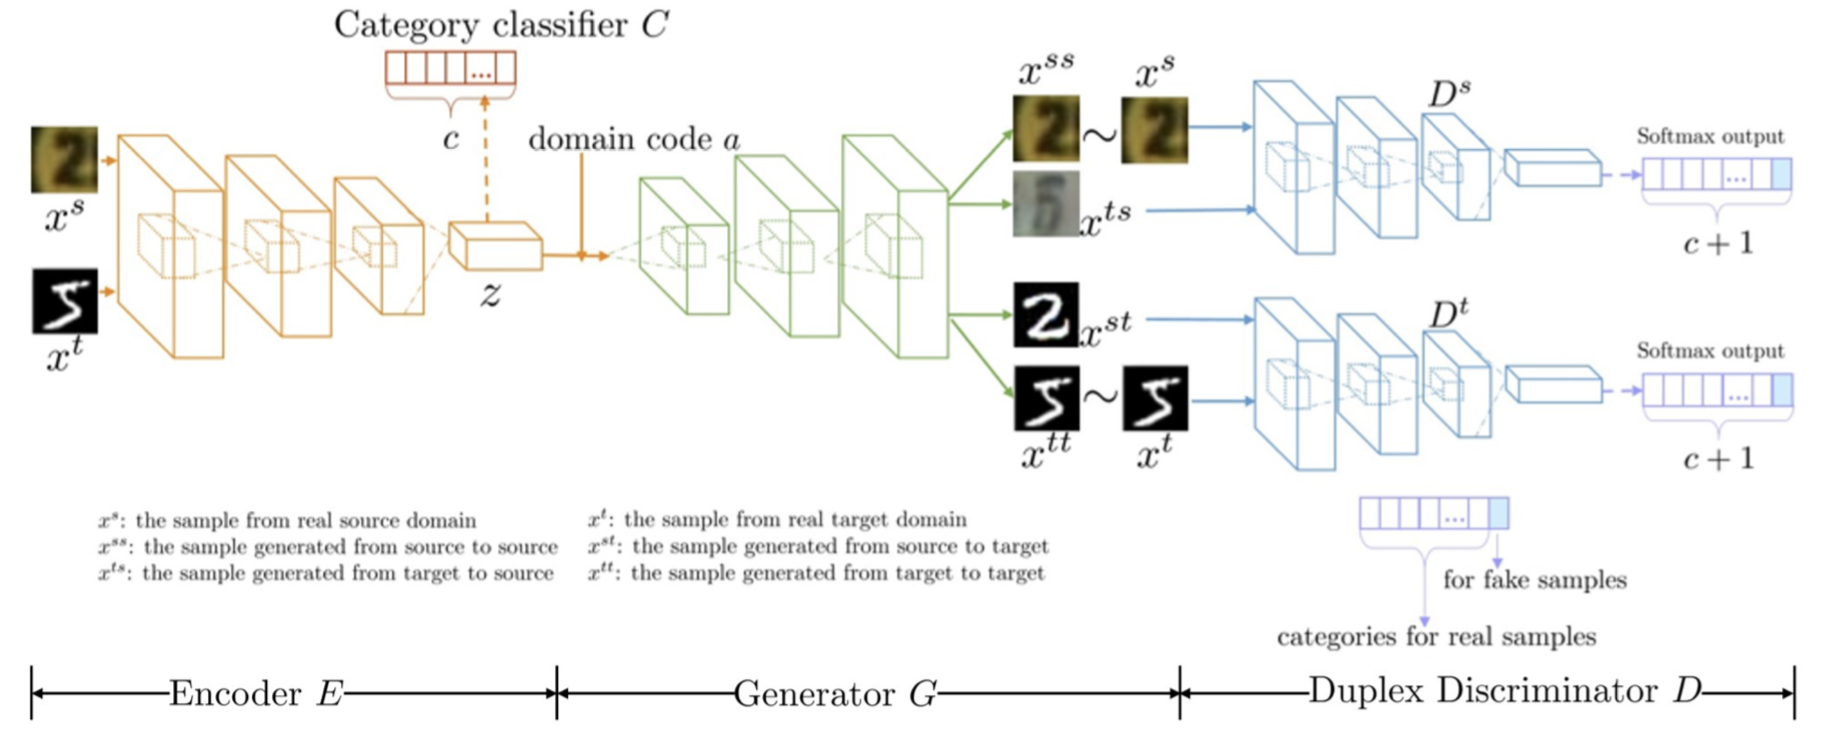 Category classifier C
...
c
domain code a
x^s
x^t
z
x^{ss}
x^s
x^{ts}
x^{st}
x^{tt}
x^t
D^s
Softmax output
...
c + 1
D^t
Softmax output
...
c + 1
x^s: the sample from real source domain
x^{ss}: the sample generated from source to source
x^{ts}: the sample generated from target to source
x^t: the sample from real target domain
x^{st}: the sample generated from source to target
x^{tt}: the sample generated from target to target
...
for fake samples
categories for real samples
Encoder E
Generator G
Duplex Discriminator D